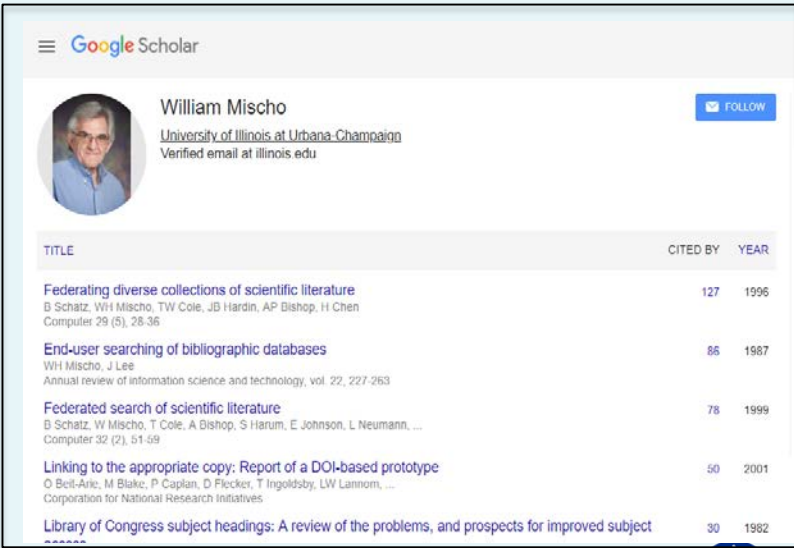 Google Scholar
William Mischo
FOLLOW
University of Illinois at Urbana-Champaign
Verified email at illinois.edu
TITLE CITED BY YEAR
Federating diverse collections of scientific literature 127 1996
B Schatz, WH Mischo, TW Cole, JB Hardin, AP Bishop, H Chen
Computer 29 (5), 28-36
End-user searching of bibliographic databases 86 1987
WH Mischo, J Lee
Annual review of information science and technology, vol. 22, 227-263
Federated search of scientific literature 78 1999
B Schatz, W Mischo, T Cole, A Bishop, S Harum, E Johnson, L Neumann, ...
Computer 32 (2), 51-59
Linking to the appropriate copy: Report of a DOI-based prototype 50 2001
O Beit-Arie, M Blake, P Caplan, D Flecker, T Ingoldsby, LW Lannom, ...
Corporation for National Research Initiatives
Library of Congress subject headings: A review of the problems, and prospects for improved subject 30 1982